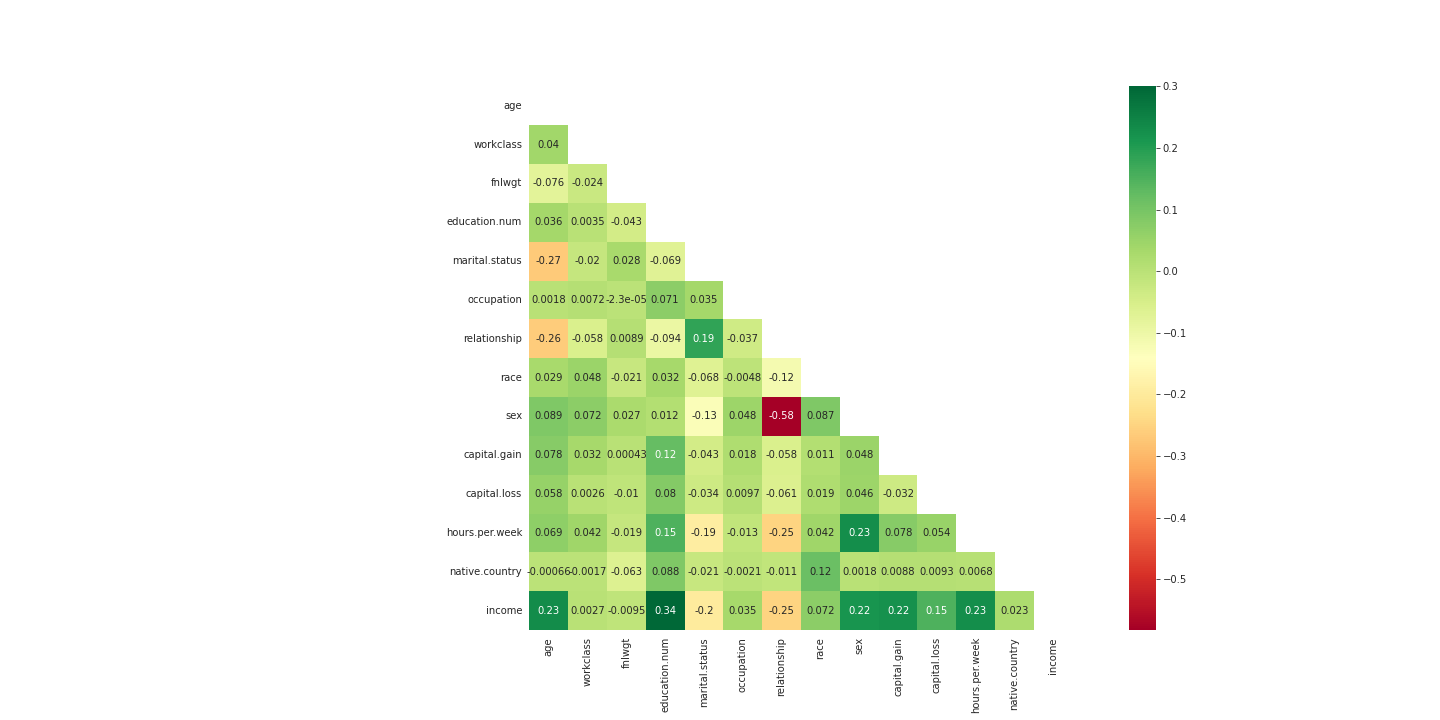 age
workclass 0.04
fnlwgt -0.076 -0.024
education.num 0.036 0.0035 -0.043
marital.status -0.27 -0.02 0.028 -0.069
occupation 0.0018 0.0072 -2.3e-05 0.071 0.035
relationship -0.26 -0.058 0.0089 -0.094 0.19 -0.037
race 0.029 0.048 -0.021 0.032 -0.068 -0.0048 -0.12
sex 0.089 0.072 0.027 0.012 -0.13 0.048 -0.58 0.087
capital.gain 0.078 0.032 0.00043 0.12 -0.043 0.018 -0.058 0.011 0.048
capital.loss 0.058 0.0026 -0.01 0.08 -0.034 0.0097 -0.061 0.019 0.046 -0.032
hours.per.week 0.069 0.042 -0.019 0.15 -0.19 -0.013 -0.25 0.042 0.23 0.078 0.054
native.country -0.00066 -0.0017 -0.063 0.088 -0.021 -0.0021 -0.011 0.12 0.0018 0.0088 0.0093 0.0068
income 0.23 0.0027 -0.0095 0.34 -0.2 0.035 -0.25 0.072 0.22 0.22 0.15 0.23 0.023
age
workclass
fnlwgt
education.num
marital.status
occupation
relationship
race
sex
capital.gain
capital.loss
hours.per.week
native.country
income
0.3
0.2
0.1
0.0
−0.1
−0.2
−0.3
−0.4
−0.5